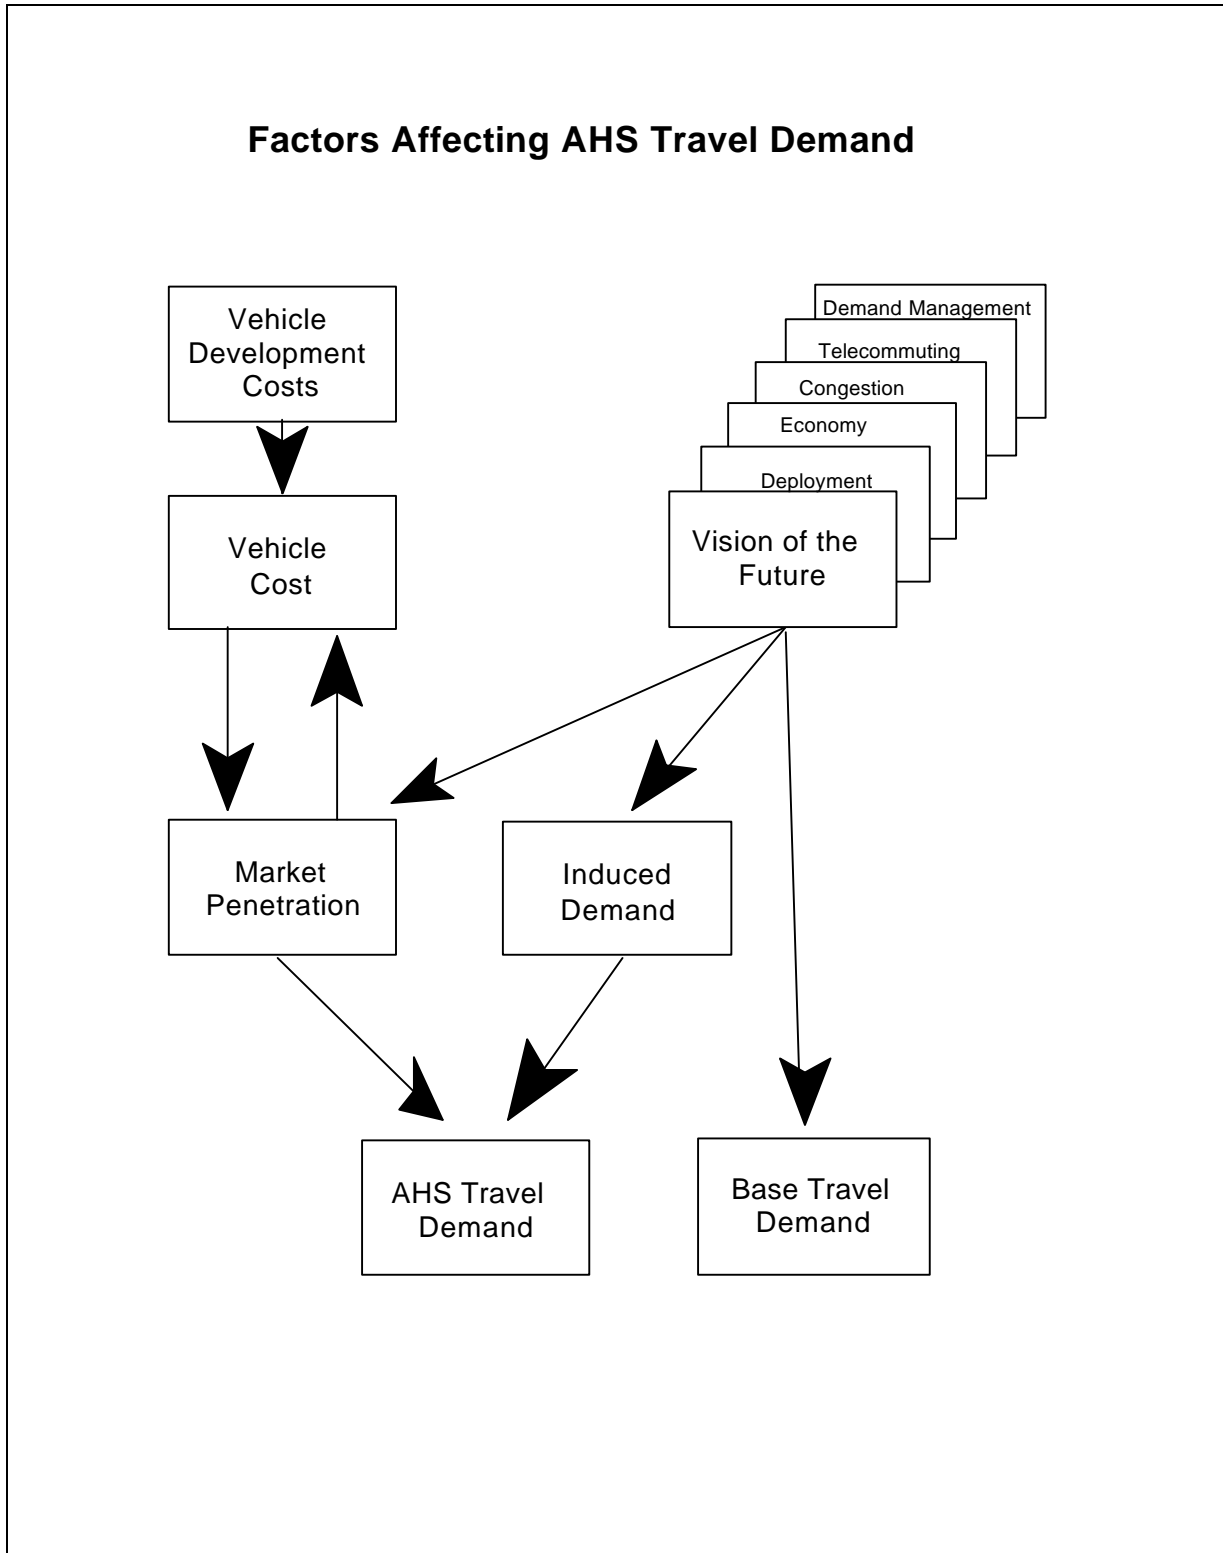 Factors Affecting AHS Travel Demand
Vehicle
Development
Costs
Demand Management
Telecommuting
Congestion
Economy
Deployment
Vision of the
Future
Vehicle
Cost
Market
Penetration
Induced
Demand
AHS Travel
Demand
Base Travel
Demand